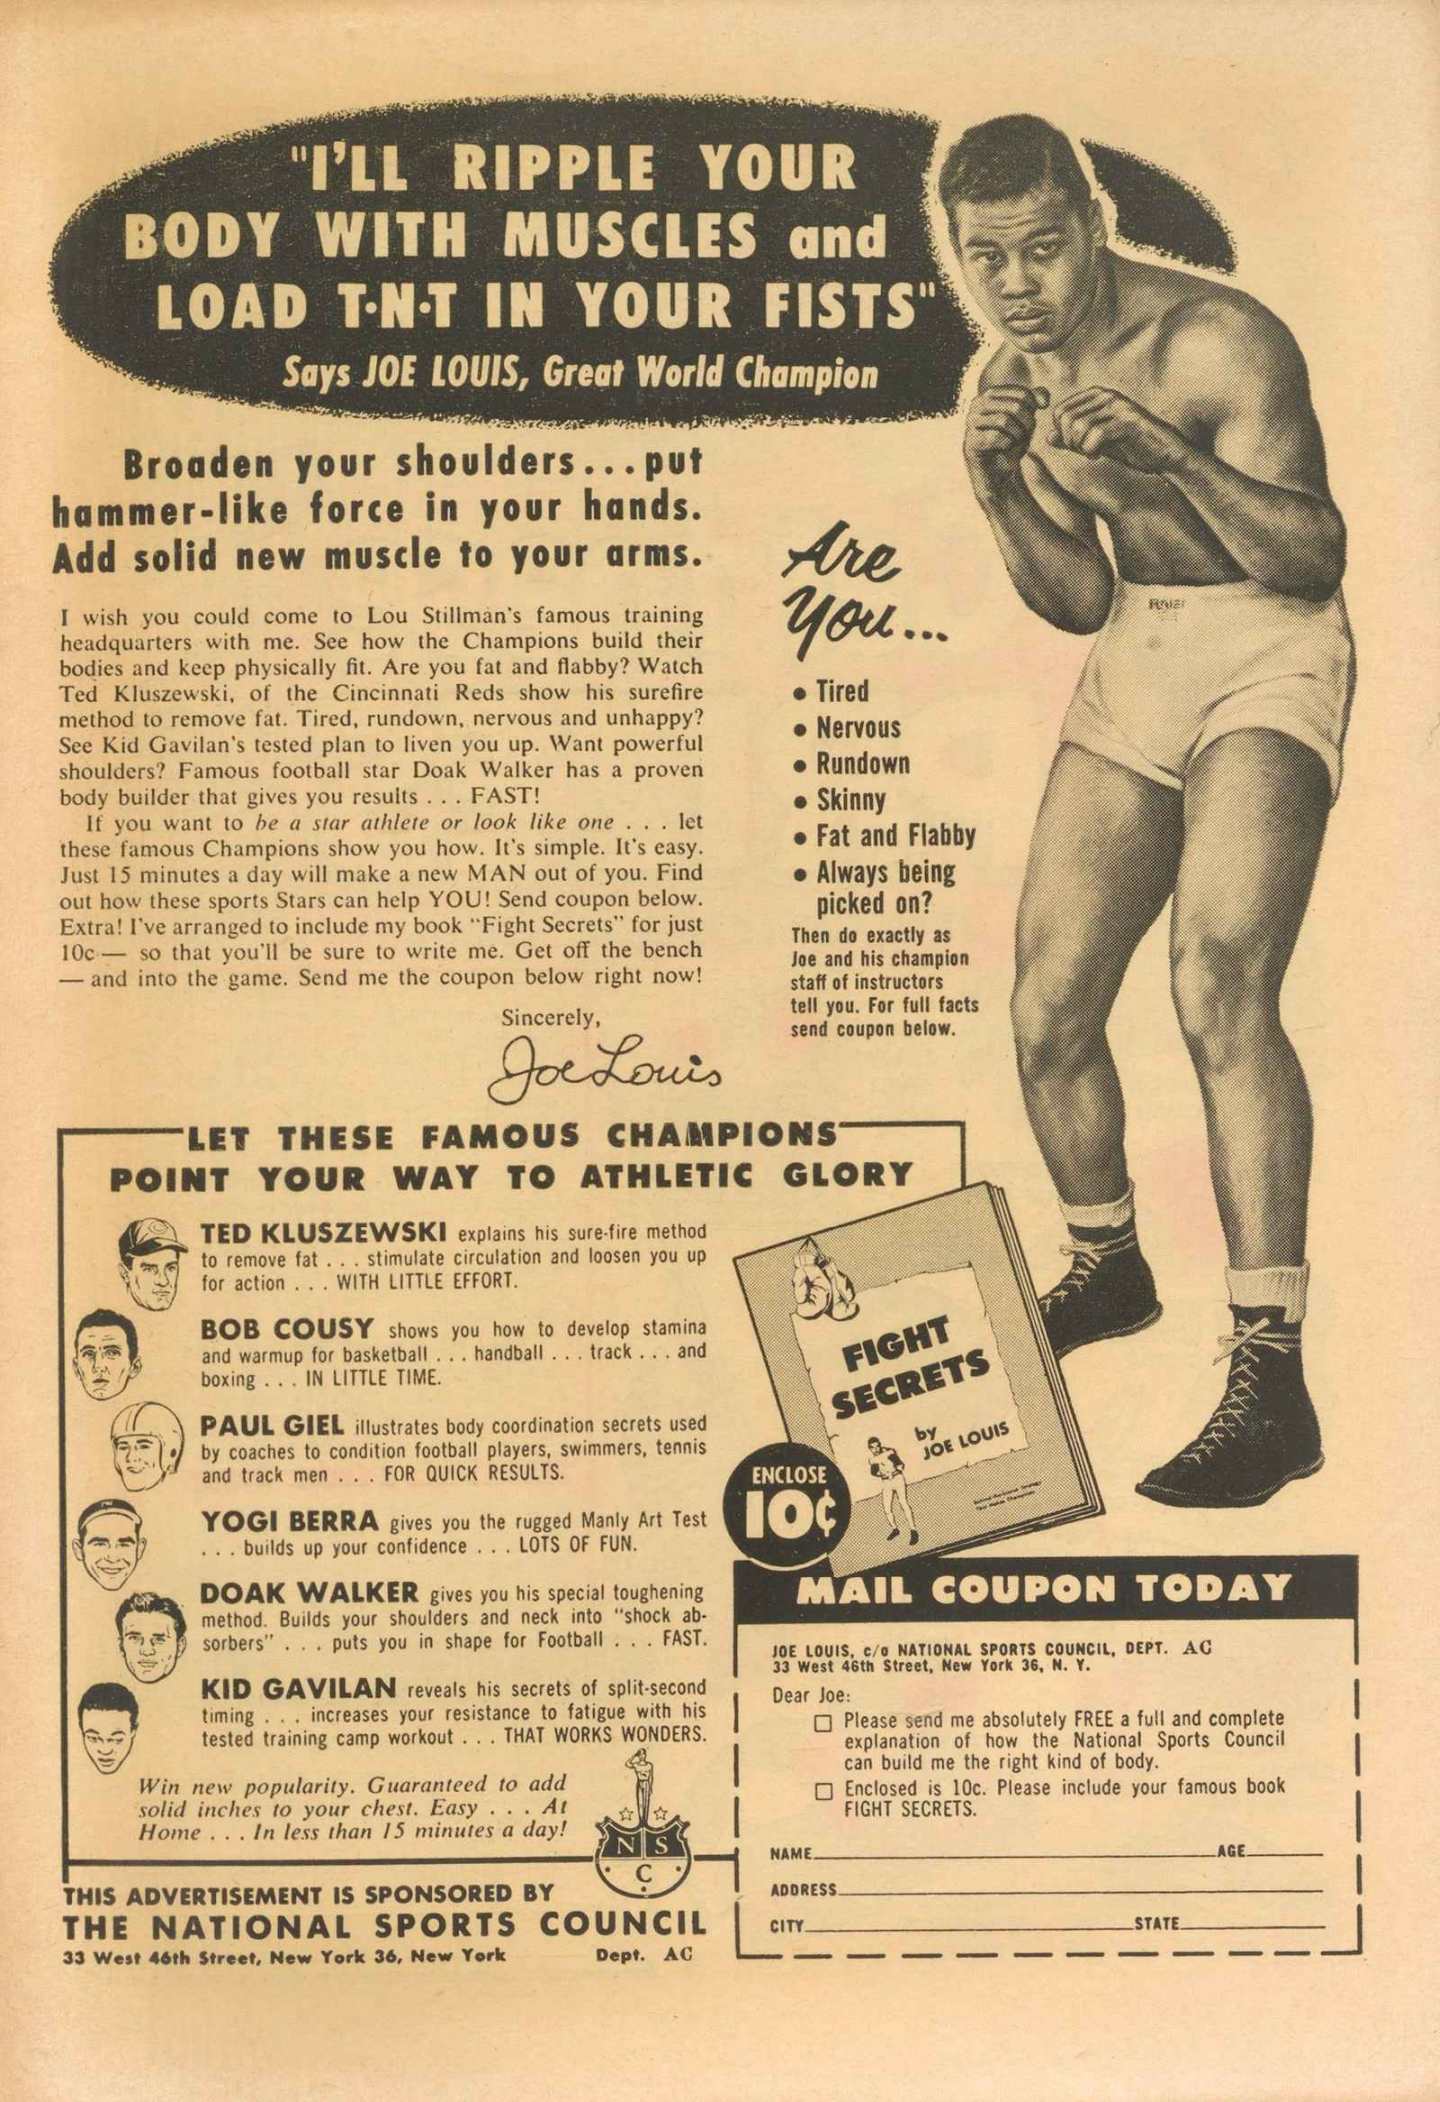 "I'LL RIPPLE YOUR
BODY WITH MUSCLES and
LOAD T·N·T IN YOUR FISTS"
Says JOE LOUIS, Great World Champion
Broaden your shoulders...put
hammer-like force in your hands.
Add solid new muscle to your arms.
I wish you could come to Lou Stillman's famous training
headquarters with me. See how the Champions build their
bodies and keep physically fit. Are you fat and flabby? Watch
Ted Kluszewski, of the Cincinnati Reds show his surefire
method to remove fat. Tired, rundown, nervous and unhappy?
See Kid Gavilan's tested plan to liven you up. Want powerful
shoulders? Famous football star Doak Walker has a proven
body builder that gives you results . . . FAST!
If you want to be a star athlete or look like one . . . let
these famous Champions show you how. It's simple. It's easy.
Just 15 minutes a day will make a new MAN out of you. Find
out how these sports Stars can help YOU! Send coupon below.
Extra! I've arranged to include my book "Fight Secrets" for just
10c — so that you'll be sure to write me. Get off the bench
— and into the game. Send me the coupon below right now!
Sincerely,
Joe Louis
Are
You...
• Tired
• Nervous
• Rundown
• Skinny
• Fat and Flabby
• Always being
picked on?
Then do exactly as
Joe and his champion
staff of instructors
tell you. For full facts
send coupon below.
LET THESE FAMOUS CHAMPIONS
POINT YOUR WAY TO ATHLETIC GLORY
TED KLUSZEWSKI explains his sure-fire method
to remove fat . . . stimulate circulation and loosen you up
for action . . . WITH LITTLE EFFORT.
BOB COUSY shows you how to develop stamina
and warmup for basketball . . . handball . . . track . . . and
boxing . . . IN LITTLE TIME.
PAUL GIEL illustrates body coordination secrets used
by coaches to condition football players, swimmers, tennis
and track men . . . FOR QUICK RESULTS.
YOGI BERRA gives you the rugged Manly Art Test
. . . builds up your confidence . . . LOTS OF FUN.
DOAK WALKER gives you his special toughening
method. Builds your shoulders and neck into "shock ab-
sorbers" . . . puts you in shape for Football . . . FAST.
KID GAVILAN reveals his secrets of split-second
timing . . . increases your resistance to fatigue with his
tested training camp workout . . . THAT WORKS WONDERS.
Win new popularity. Guaranteed to add
solid inches to your chest. Easy . . . At
Home . . . In less than 15 minutes a day!
N S
C
THIS ADVERTISEMENT IS SPONSORED BY
THE NATIONAL SPORTS COUNCIL
33 West 46th Street, New York 36, New York Dept. AC
FIGHT
SECRETS
by
JOE LOUIS
ENCLOSE
10¢
MAIL COUPON TODAY
JOE LOUIS, c/o NATIONAL SPORTS COUNCIL, DEPT. AC
33 West 46th Street, New York 36, N. Y.
Dear Joe:
☐ Please send me absolutely FREE a full and complete
explanation of how the National Sports Council
can build me the right kind of body.
☐ Enclosed is 10c. Please include your famous book
FIGHT SECRETS.
NAME AGE
ADDRESS
CITY STATE